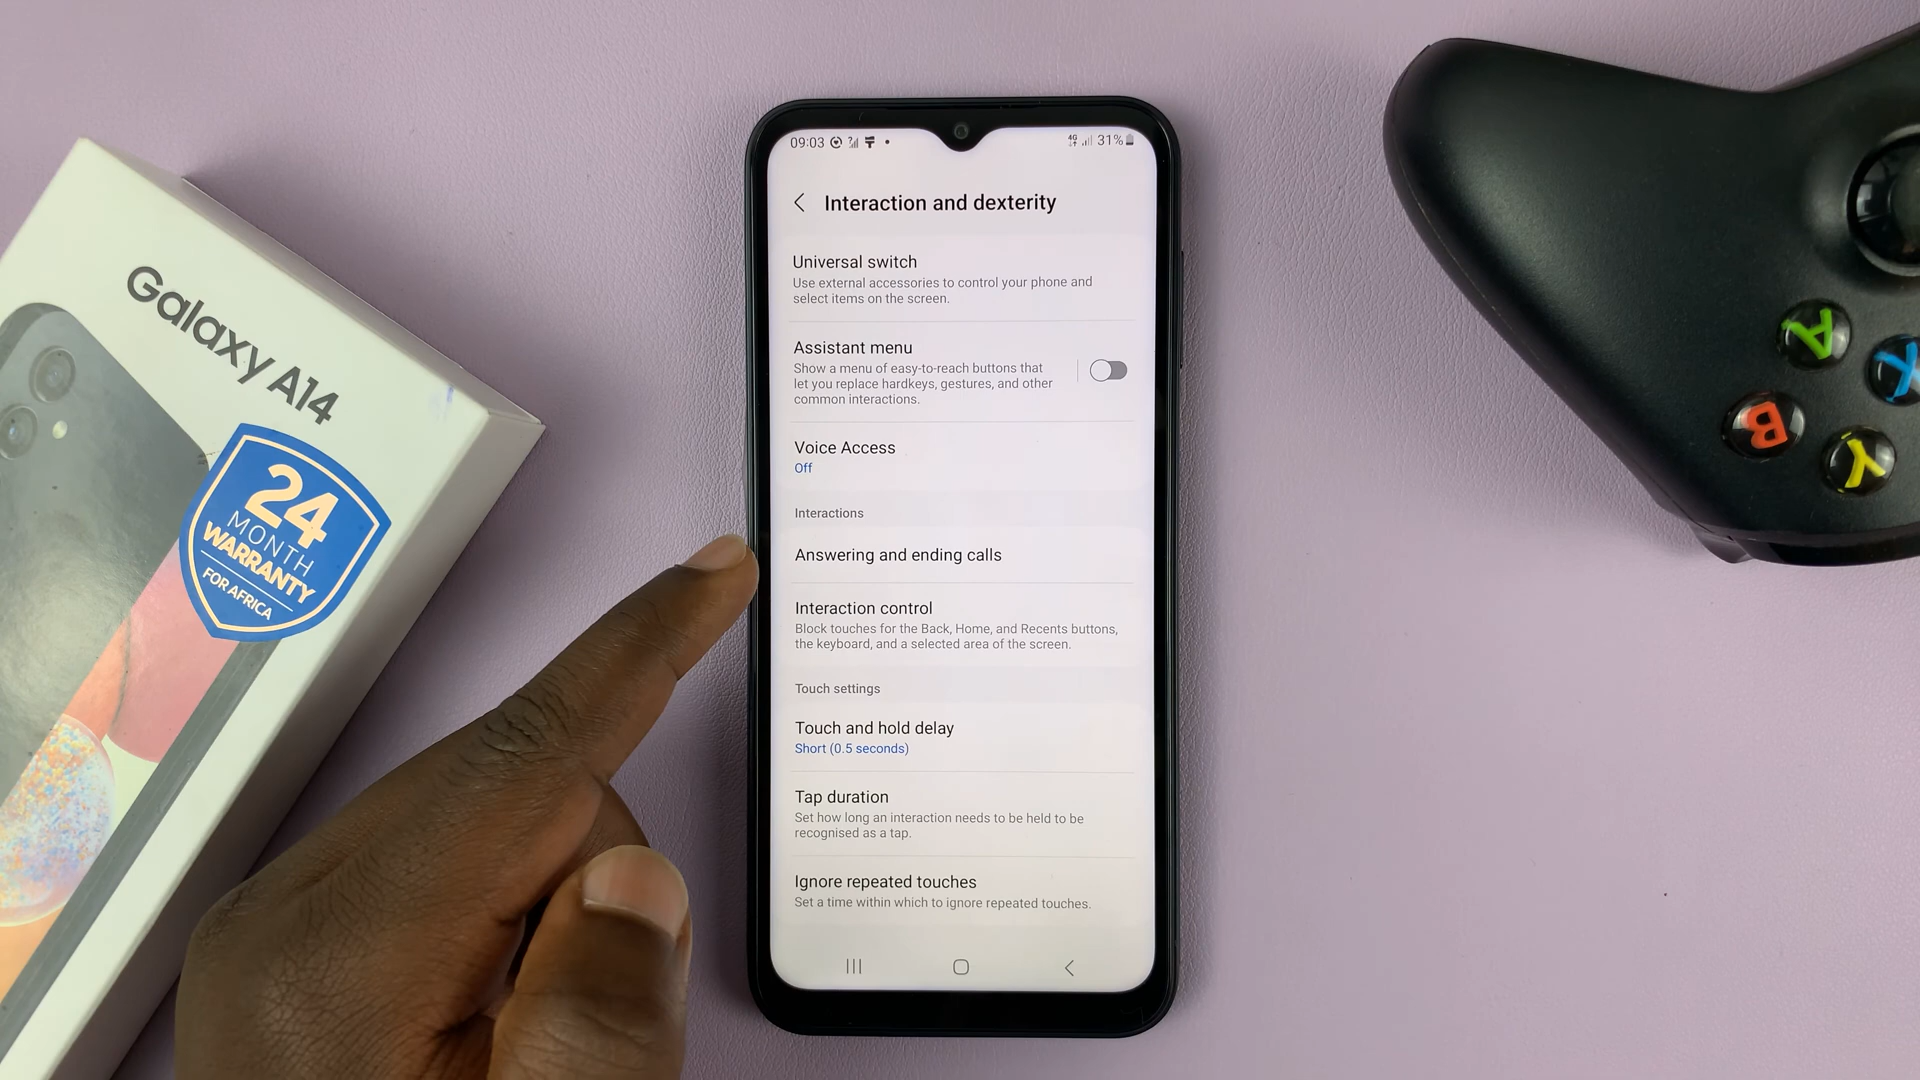 Galaxy A14
24
MONTH
WARRANTY
FOR AFRICA
09:03
4G 31%
Interaction and dexterity
Universal switch
Use external accessories to control your phone and
select items on the screen.
Assistant menu
Show a menu of easy-to-reach buttons that
let you replace hardkeys, gestures, and other
common interactions.
Voice Access
Off
Interactions
Answering and ending calls
Interaction control
Block touches for the Back, Home, and Recents buttons,
the keyboard, and a selected area of the screen.
Touch settings
Touch and hold delay
Short (0.5 seconds)
Tap duration
Set how long an interaction needs to be held to be
recognised as a tap.
Ignore repeated touches
Set a time within which to ignore repeated touches.
A
X
B
Y